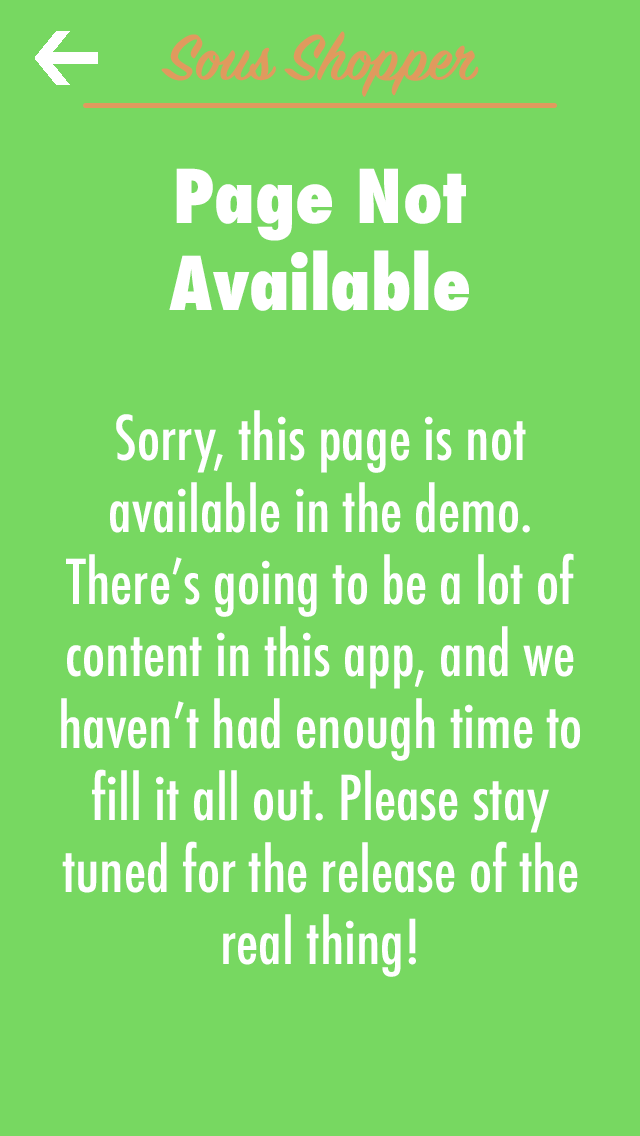 Sous Shopper
Page Not
Available
Sorry, this page is not
available in the demo.
There’s going to be a lot of
content in this app, and we
haven’t had enough time to
fill it all out. Please stay
tuned for the release of the
real thing!